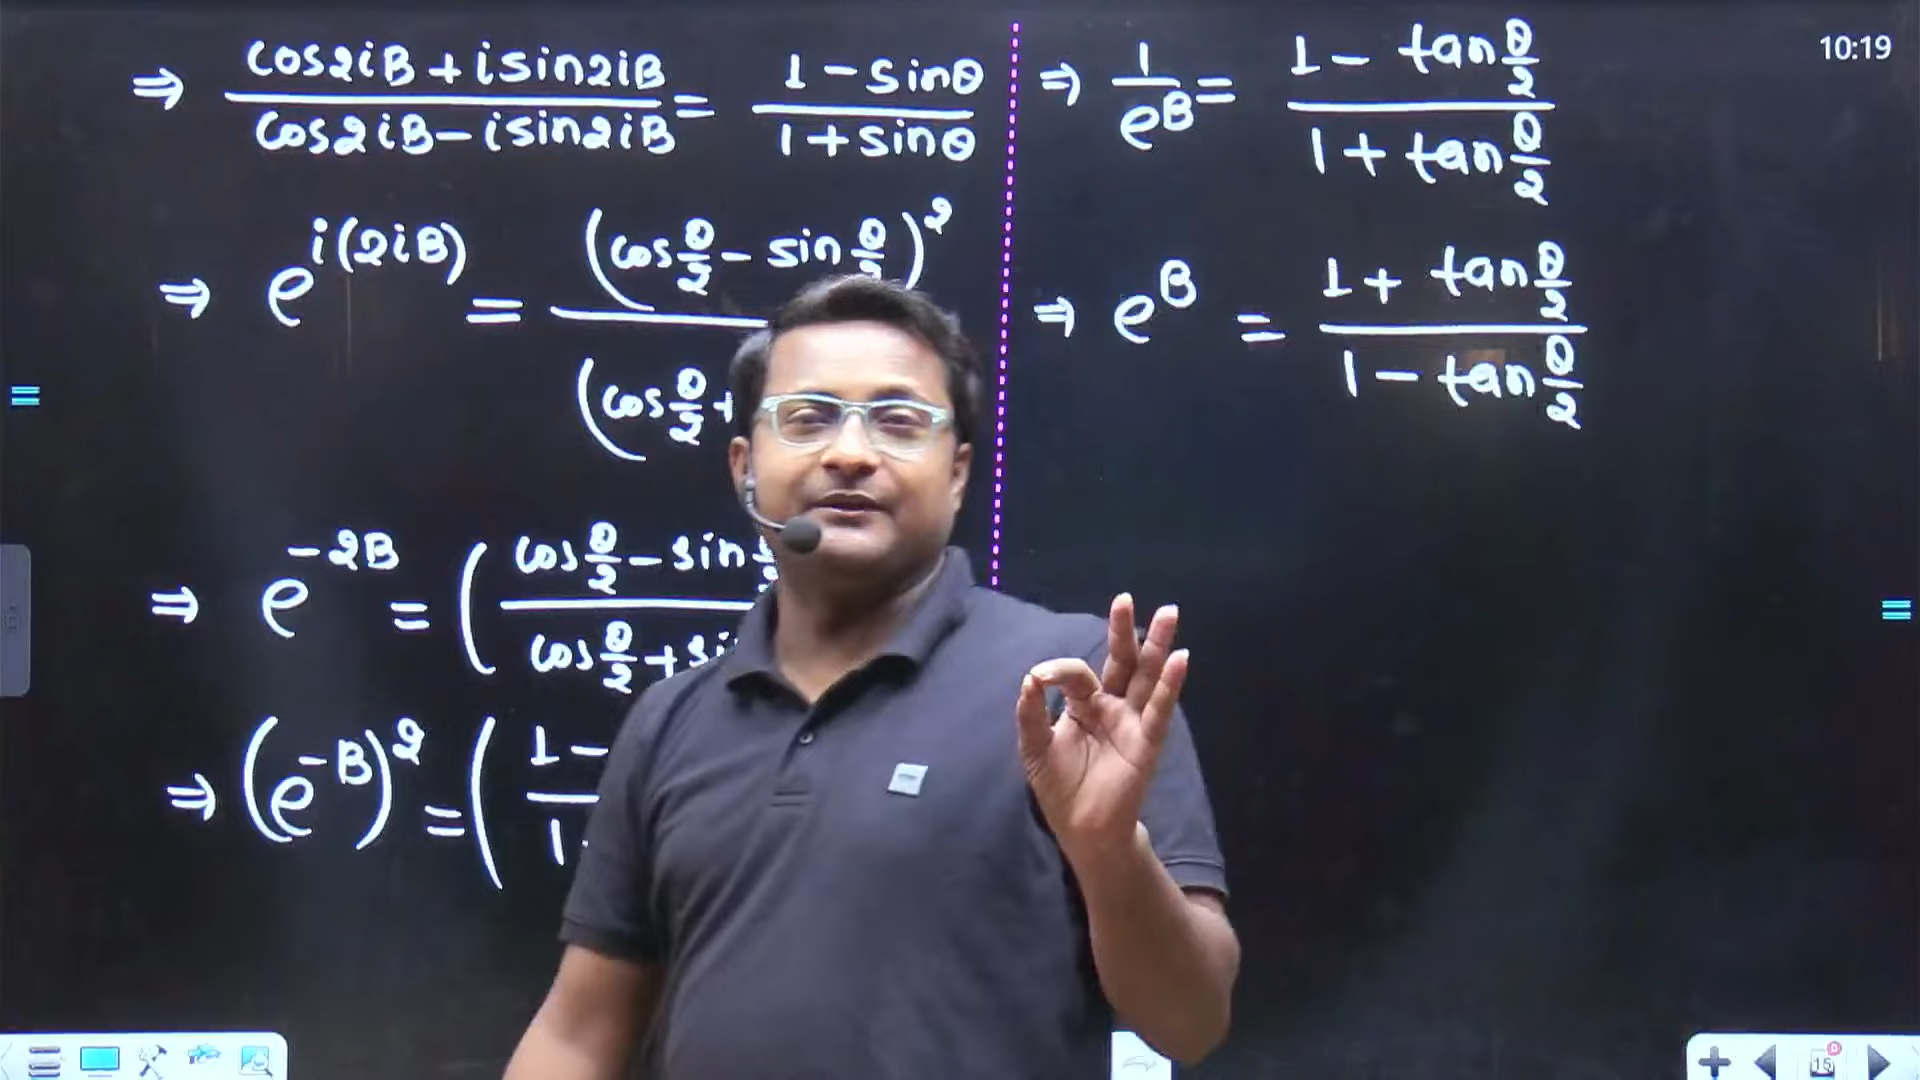 ⇒ (cos2iB + isin2iB)/(cos2iB − isin2iB) = (1 − sinθ)/(1 + sinθ)
⇒ e^{i(2iB)} = (cos θ/2 − sin θ/2)^2 / (cos θ/2 +
⇒ e^{−2B} = ( (cos θ/2 − sin / (cos θ/2 +
⇒ (e^{−B})^2 = ( 1 − / 1
⇒ 1/e^B = (1 − tan θ/2)/(1 + tan θ/2)
⇒ e^B = (1 + tan θ/2)/(1 − tan θ/2)
10:19
15